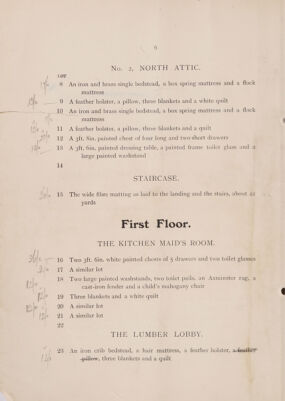 6
No. 2, NORTH ATTIC.
LOT
8 An iron and brass single bedstead, a box spring mattress and a flock
mattress
9 A feather bolster, a pillow, three blankets and a white quilt
10 An iron and brass single bedstead, a box spring mattress and a flock
mattress
11 A feather bolster, a pillow, three blankets and a quilt
12 A 3ft. 6in. painted chest of four long and two short drawers
13 A 3ft. 6in. painted dressing table, a painted frame toilet glass and a
large painted washstand
14
STAIRCASE.
15 The wide fibre matting as laid to the landing and the stairs, about
yards
First Floor.
THE KITCHEN MAID'S ROOM.
16 Two 3ft. 6in. white painted chests of 5 drawers and two toilet glasses
17 A similar lot
18 Two large painted washstands, two toilet pails, an Axminster rug, a
cast-iron fender and a child's mahogany chair
19 Three blankets and a white quilt
20 A similar lot
21 A similar lot
22
THE LUMBER LOBBY.
23 An iron crib bedstead, a hair mattress, a feather bolster, a feather
pillow, three blankets and a quilt